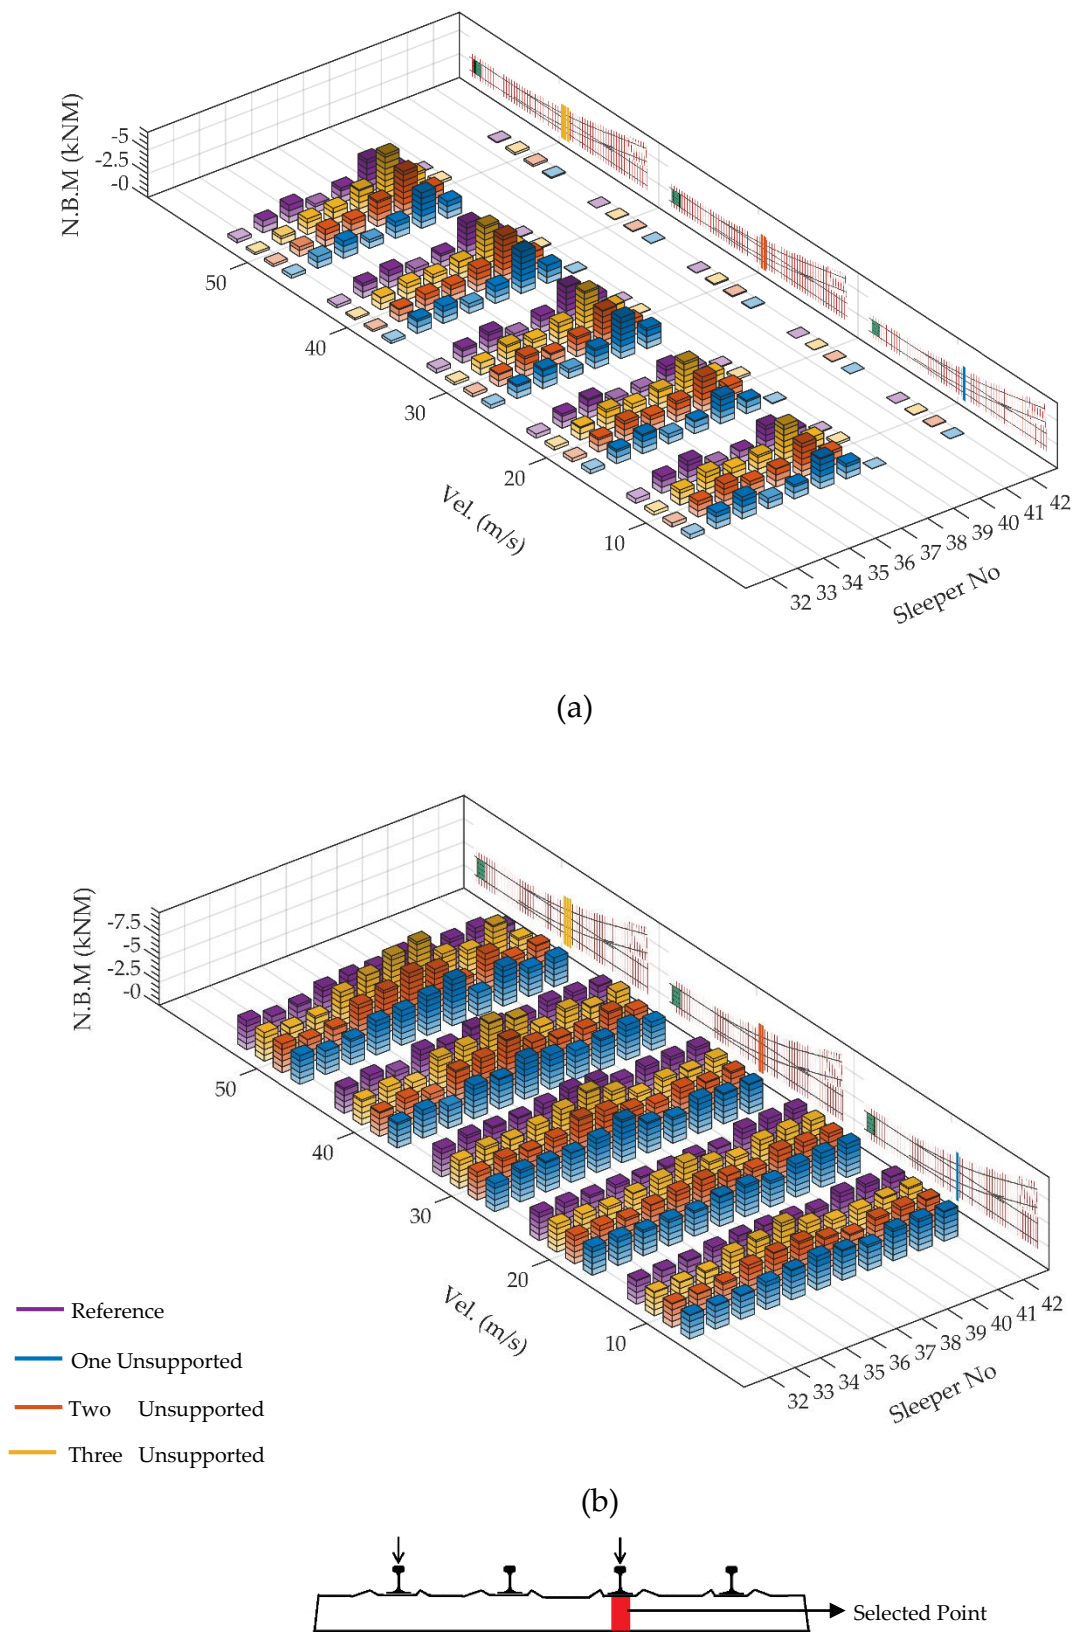 N.B.M (kNM)
-5
-2.5
-0
50
40
30
20
10
Vel. (m/s)
32 33 34 35 36 37 38 39 40 41 42
Sleeper No
(a)
N.B.M (kNM)
-7.5
-5
-2.5
-0
50
40
30
20
10
Vel. (m/s)
32 33 34 35 36 37 38 39 40 41 42
Sleeper No
Reference
One Unsupported
Two Unsupported
Three Unsupported
(b)
Selected Point